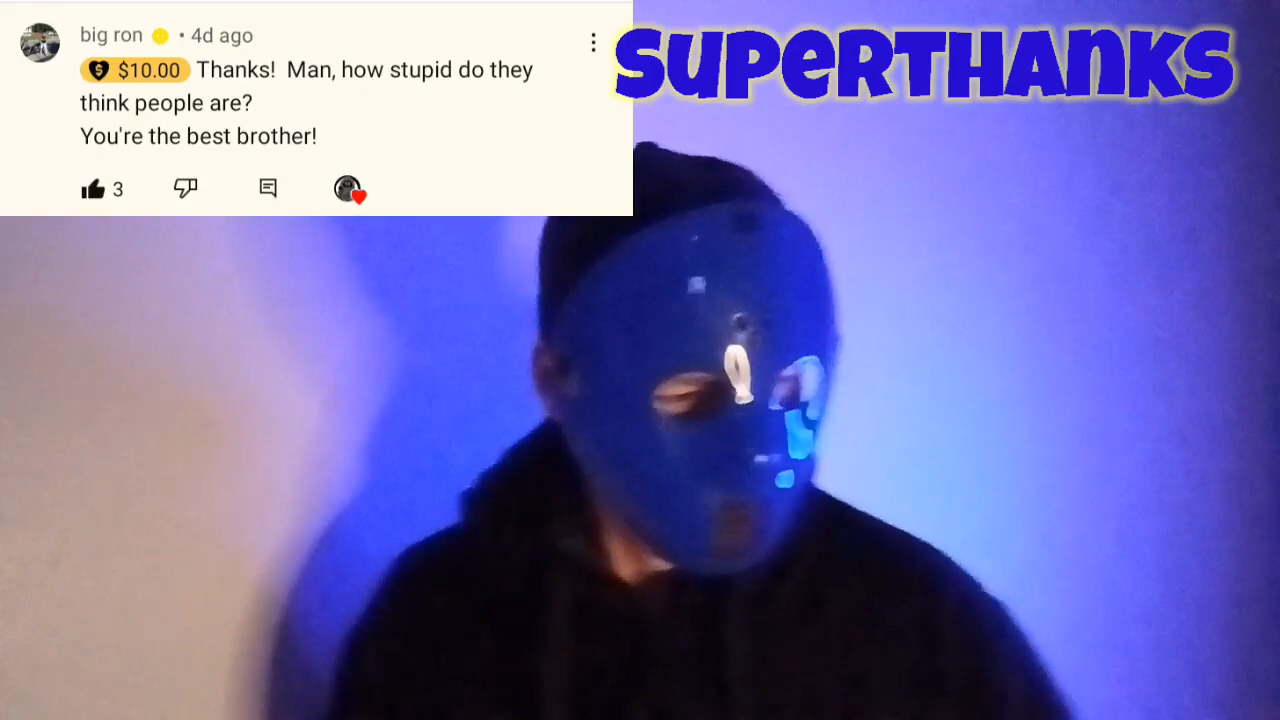 big ron • 4d ago
$10.00 Thanks! Man, how stupid do they
think people are?
You're the best brother!
3
SUPERTHANKS